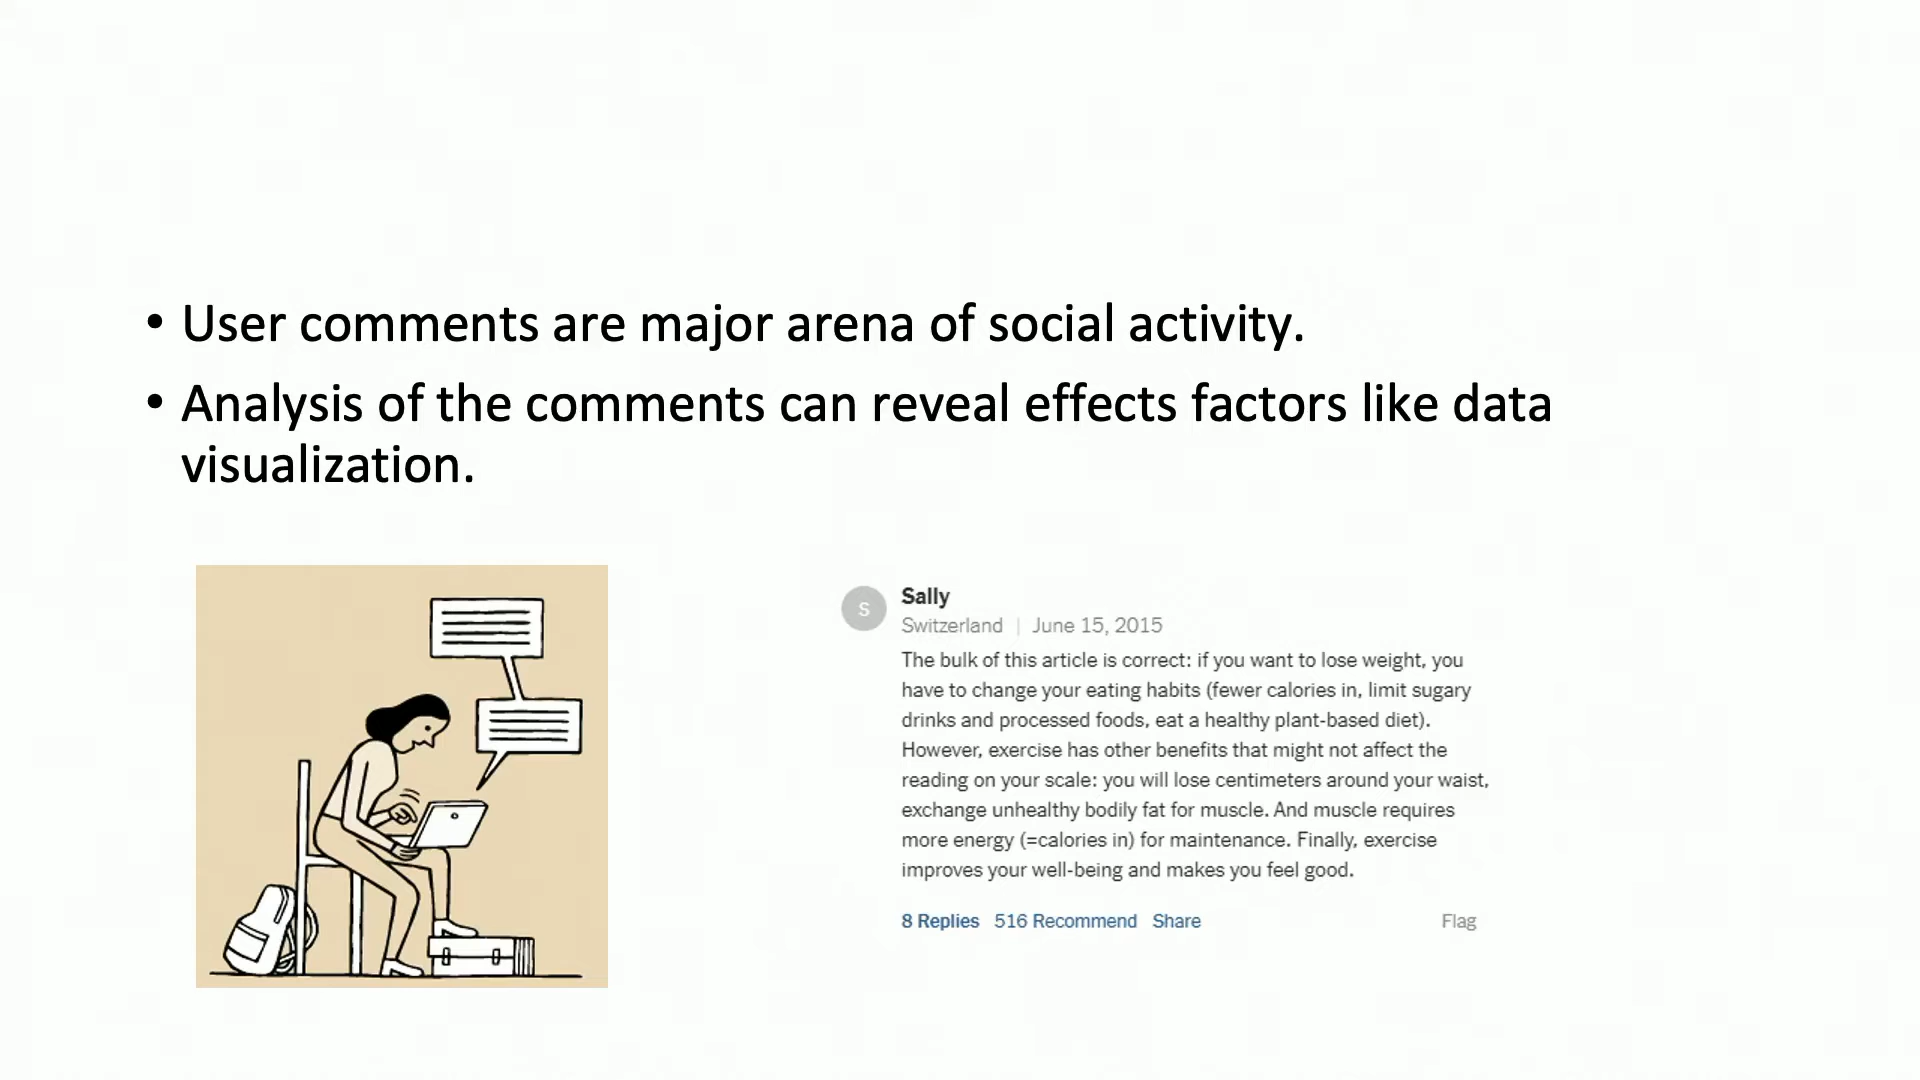 • User comments are major arena of social activity.
• Analysis of the comments can reveal effects factors like data
visualization.
S
Sally
Switzerland | June 15, 2015
The bulk of this article is correct: if you want to lose weight, you
have to change your eating habits (fewer calories in, limit sugary
drinks and processed foods, eat a healthy plant-based diet).
However, exercise has other benefits that might not affect the
reading on your scale: you will lose centimeters around your waist,
exchange unhealthy bodily fat for muscle. And muscle requires
more energy (=calories in) for maintenance. Finally, exercise
improves your well-being and makes you feel good.
8 Replies 516 Recommend Share Flag